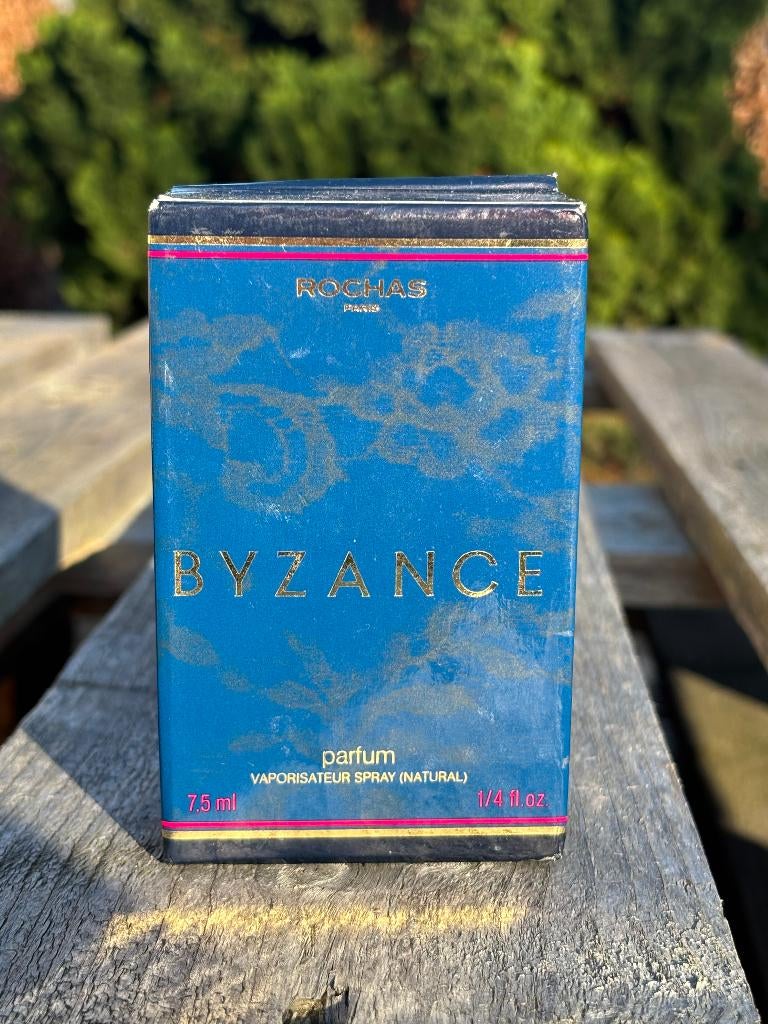 ROCHAS
PARIS
BYZANCE
parfum
VAPORISATEUR SPRAY (NATURAL)
7,5 ml 1/4 fl.oz.